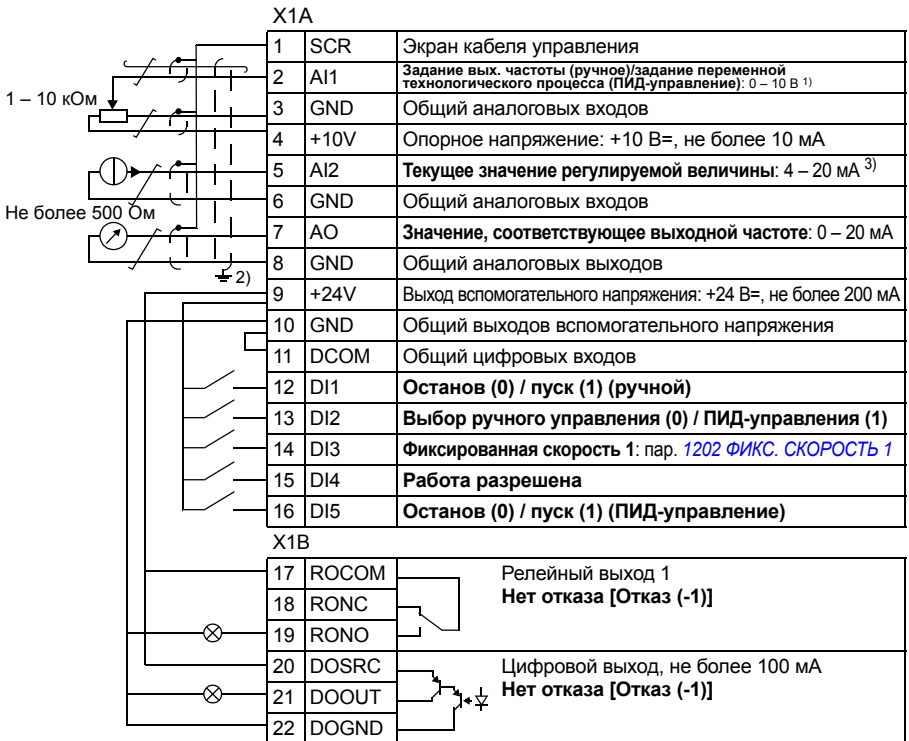 X1A
1 SCR Экран кабеля управления
2 AI1 Задание вых. частоты (ручное)/задание переменной
технологического процесса (ПИД-управление): 0 – 10 В 1)
1 – 10 кОм
3 GND Общий аналоговых входов
4 +10V Опорное напряжение: +10 В=, не более 10 мА
5 AI2 Текущее значение регулируемой величины: 4 – 20 мА 3)
Не более 500 Ом
6 GND Общий аналоговых входов
7 AO Значение, соответствующее выходной частоте: 0 – 20 мА
8 GND Общий аналоговых выходов
2)
9 +24V Выход вспомогательного напряжения: +24 В=, не более 200 мА
10 GND Общий выходов вспомогательного напряжения
11 DCOM Общий цифровых входов
12 DI1 Останов (0) / пуск (1) (ручной)
13 DI2 Выбор ручного управления (0) / ПИД-управления (1)
14 DI3 Фиксированная скорость 1: пар. 1202 ФИКС. СКОРОСТЬ 1
15 DI4 Работа разрешена
16 DI5 Останов (0) / пуск (1) (ПИД-управление)
X1B
17 ROCOM Релейный выход 1
18 RONC Нет отказа [Отказ (-1)]
19 RONO
20 DOSRC Цифровой выход, не более 100 мА
21 DOOUT Нет отказа [Отказ (-1)]
22 DOGND